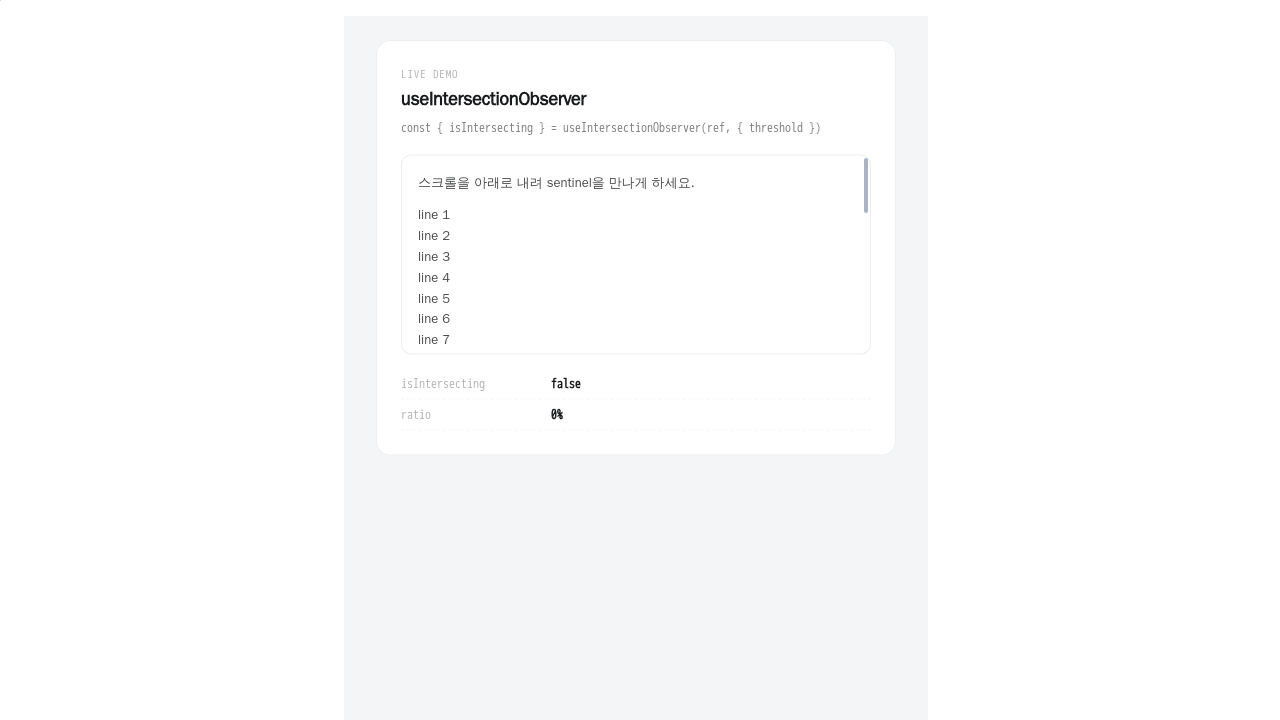 LIVE DEMO
useIntersectionObserver
const { isIntersecting } = useIntersectionObserver(ref, { threshold })
스크롤을 아래로 내려 sentinel을 만나게 하세요.
line 1
line 2
line 3
line 4
line 5
line 6
line 7
isIntersecting false
ratio 0%